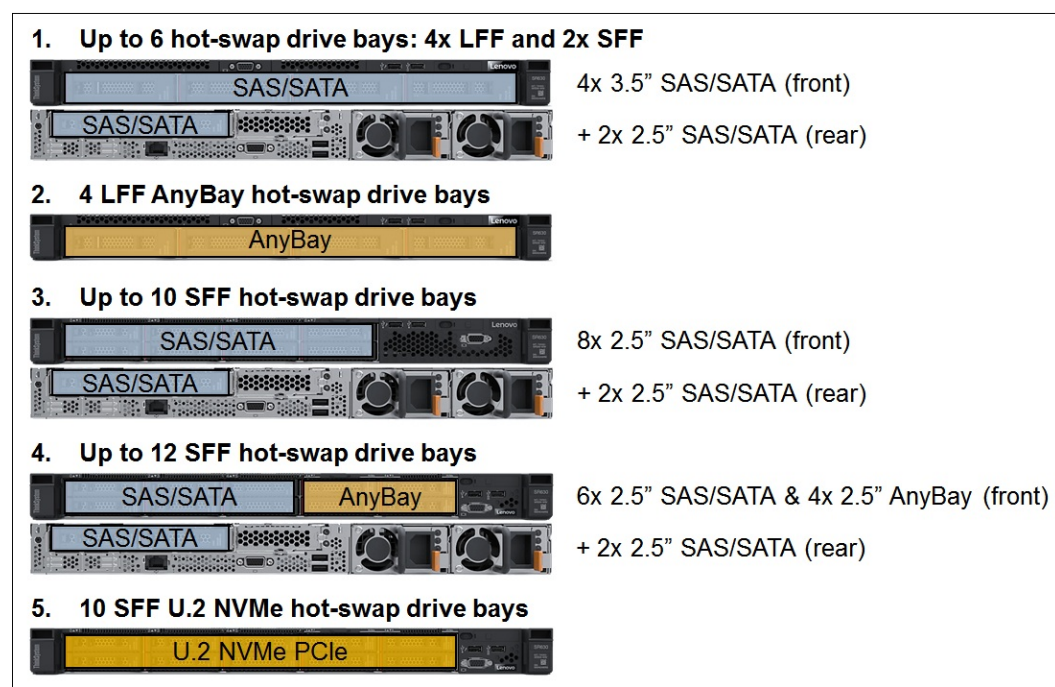 1. Up to 6 hot-swap drive bays: 4x LFF and 2x SFF
Lenovo
SAS/SATA
4x 3.5” SAS/SATA (front)
SAS/SATA
+ 2x 2.5” SAS/SATA (rear)
2. 4 LFF AnyBay hot-swap drive bays
Lenovo
AnyBay
3. Up to 10 SFF hot-swap drive bays
Lenovo
SAS/SATA
8x 2.5” SAS/SATA (front)
SAS/SATA
+ 2x 2.5” SAS/SATA (rear)
4. Up to 12 SFF hot-swap drive bays
SAS/SATA
AnyBay
6x 2.5” SAS/SATA & 4x 2.5” AnyBay (front)
Lenovo
SAS/SATA
+ 2x 2.5” SAS/SATA (rear)
5. 10 SFF U.2 NVMe hot-swap drive bays
U.2 NVMe PCIe
Lenovo